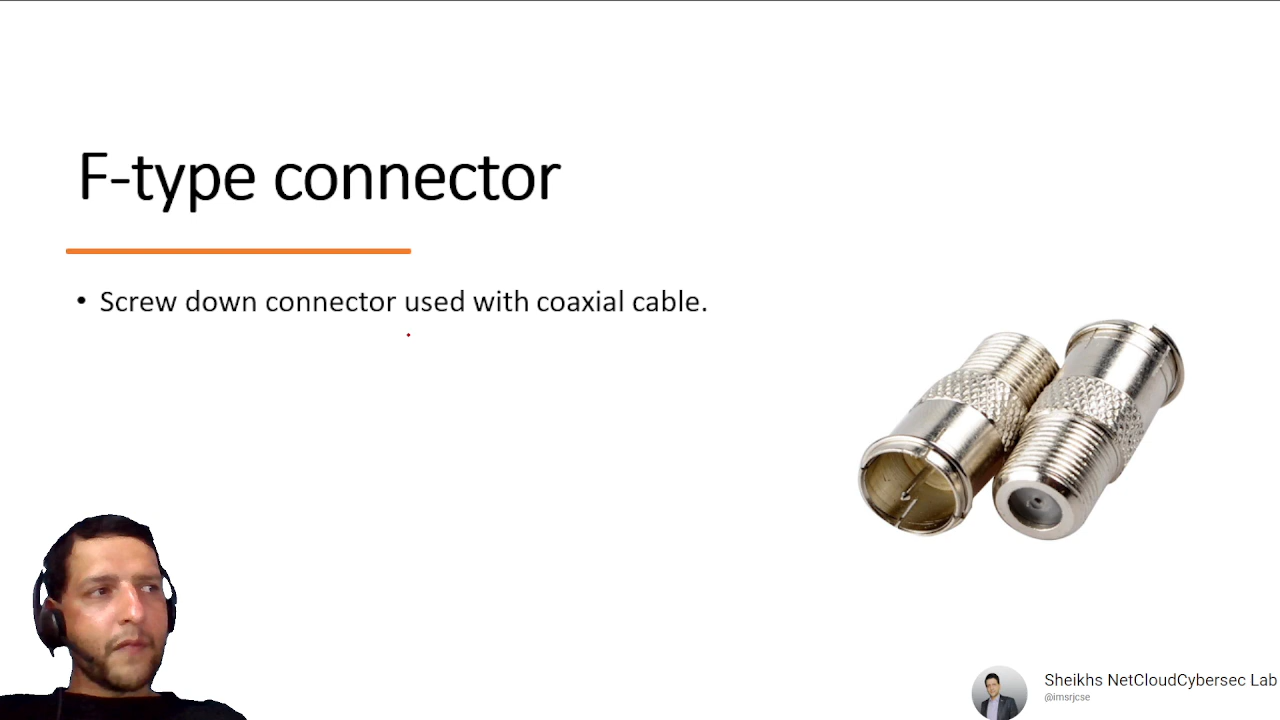 F-type connector
• Screw down connector used with coaxial cable.
Sheikhs NetCloudCybersec Lab
@imsrjcse